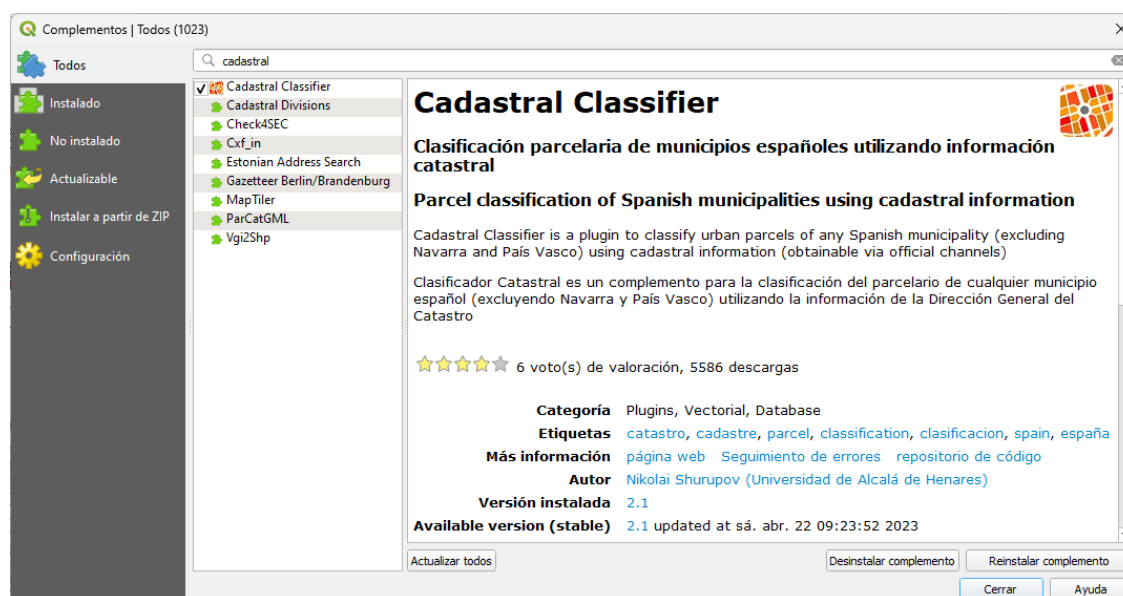 Complementos | Todos (1023)
Todos
Instalado
No instalado
Actualizable
Instalar a partir de ZIP
Configuración
cadastral
Cadastral Classifier
Cadastral Divisions
Check4SEC
Cxf_in
Estonian Address Search
Gazetteer Berlin/Brandenburg
MapTiler
ParCatGML
Vgi2Shp
Cadastral Classifier
Clasificación parcelaria de municipios españoles utilizando información
catastral
Parcel classification of Spanish municipalities using cadastral information
Cadastral Classifier is a plugin to classify urban parcels of any Spanish municipality (excluding
Navarra and País Vasco) using cadastral information (obtainable via official channels)
Clasificador Catastral es un complemento para la clasificación del parcelario de cualquier municipio
español (excluyendo Navarra y País Vasco) utilizando la información de la Dirección General del
Catastro
6 voto(s) de valoración, 5586 descargas
Categoría Plugins, Vectorial, Database
Etiquetas catastro, cadastre, parcel, classification, clasificacion, spain, españa
Más información página web Seguimiento de errores repositorio de código
Autor Nikolai Shurupov (Universidad de Alcalá de Henares)
Versión instalada 2.1
Available version (stable) 2.1 updated at sá. abr. 22 09:23:52 2023
Actualizar todos Desinstalar complemento Reinstalar complemento
Cerrar Ayuda